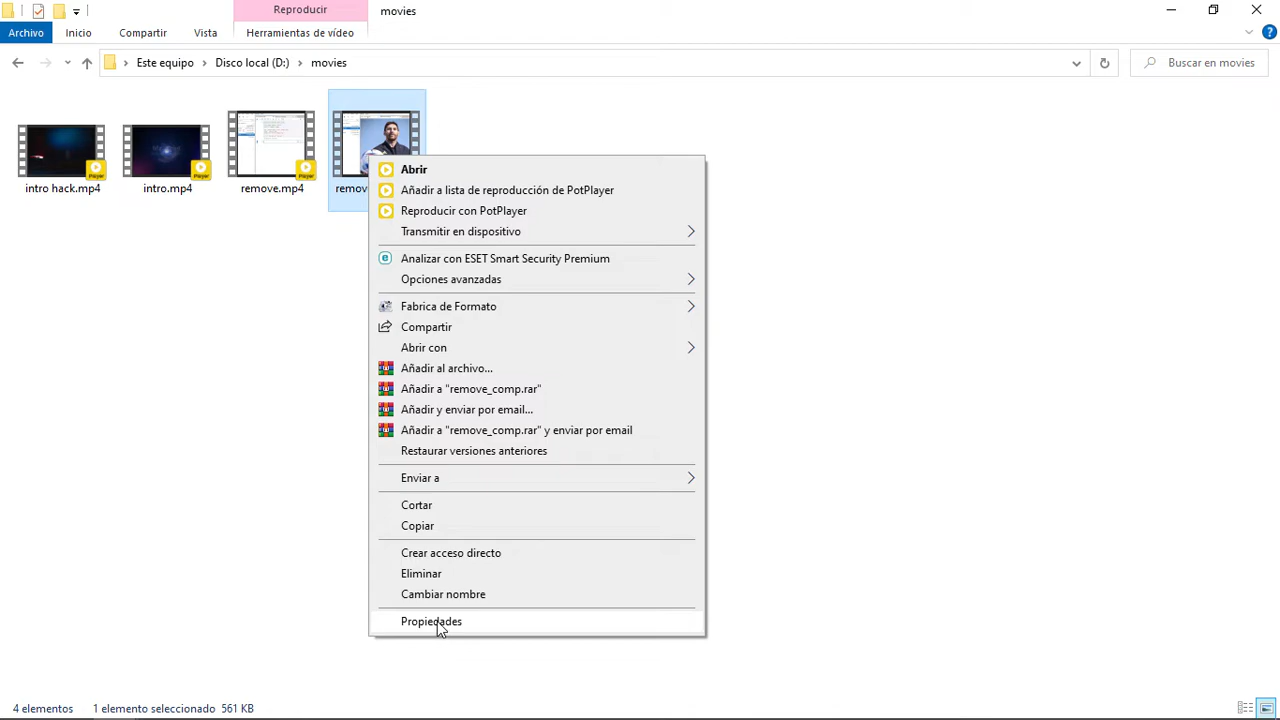 Reproducir
movies
Archivo
Inicio
Compartir
Vista
Herramientas de vídeo
Este equipo > Disco local (D:) > movies
Buscar en movies
intro hack.mp4
intro.mp4
remove.mp4
Abrir
Añadir a lista de reproducción de PotPlayer
Reproducir con PotPlayer
Transmitir en dispositivo
Analizar con ESET Smart Security Premium
Opciones avanzadas
Fabrica de Formato
Compartir
Abrir con
Añadir al archivo...
Añadir a "remove_comp.rar"
Añadir y enviar por email...
Añadir a "remove_comp.rar" y enviar por email
Restaurar versiones anteriores
Enviar a
Cortar
Copiar
Crear acceso directo
Eliminar
Cambiar nombre
Propiedades
4 elementos
1 elemento seleccionado 561 KB